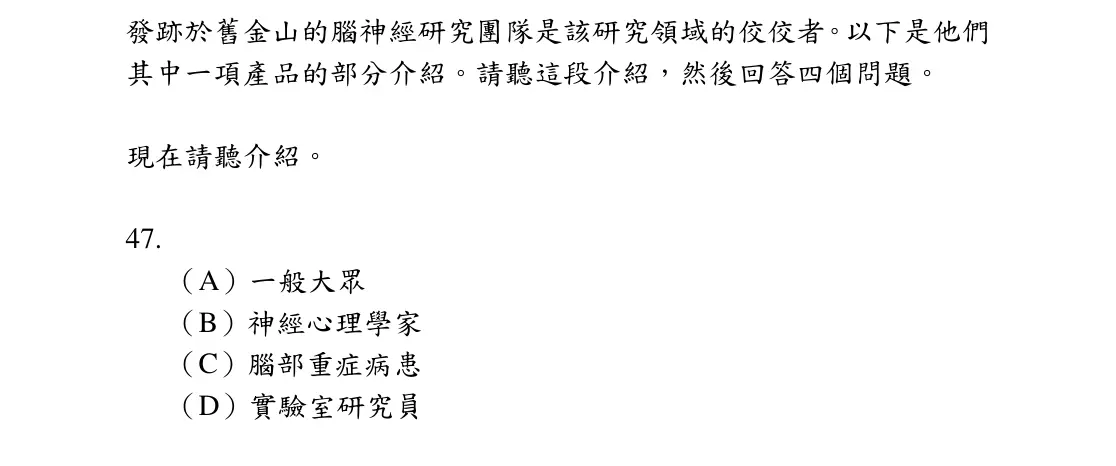 發跡於舊金山的腦神經研究團隊是該研究領域的佼佼者。以下是他們
其中一項產品的部分介紹。請聽這段介紹，然後回答四個問題。
現在請聽介紹。
47.
（A）一般大眾
（B）神經心理學家
（C）腦部重症病患
（D）實驗室研究員